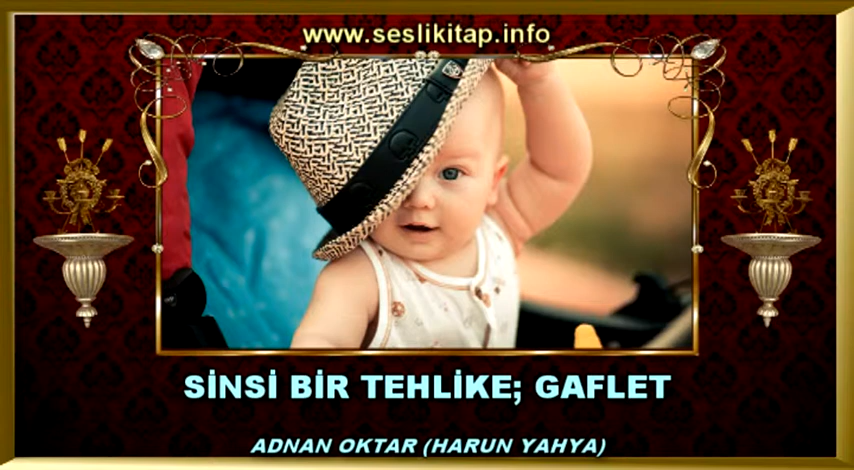 www.seslikitap.info
SİNSİ BİR TEHLİKE; GAFLET
ADNAN OKTAR (HARUN YAHYA)